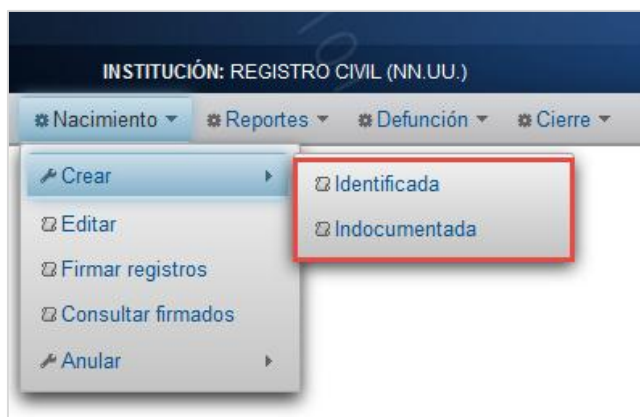 INSTITUCIÓN: REGISTRO CIVIL (NN.UU.)
Nacimiento Reportes Defunción Cierre
Crear
Identificada
Editar
Indocumentada
Firmar registros
Consultar firmados
Anular